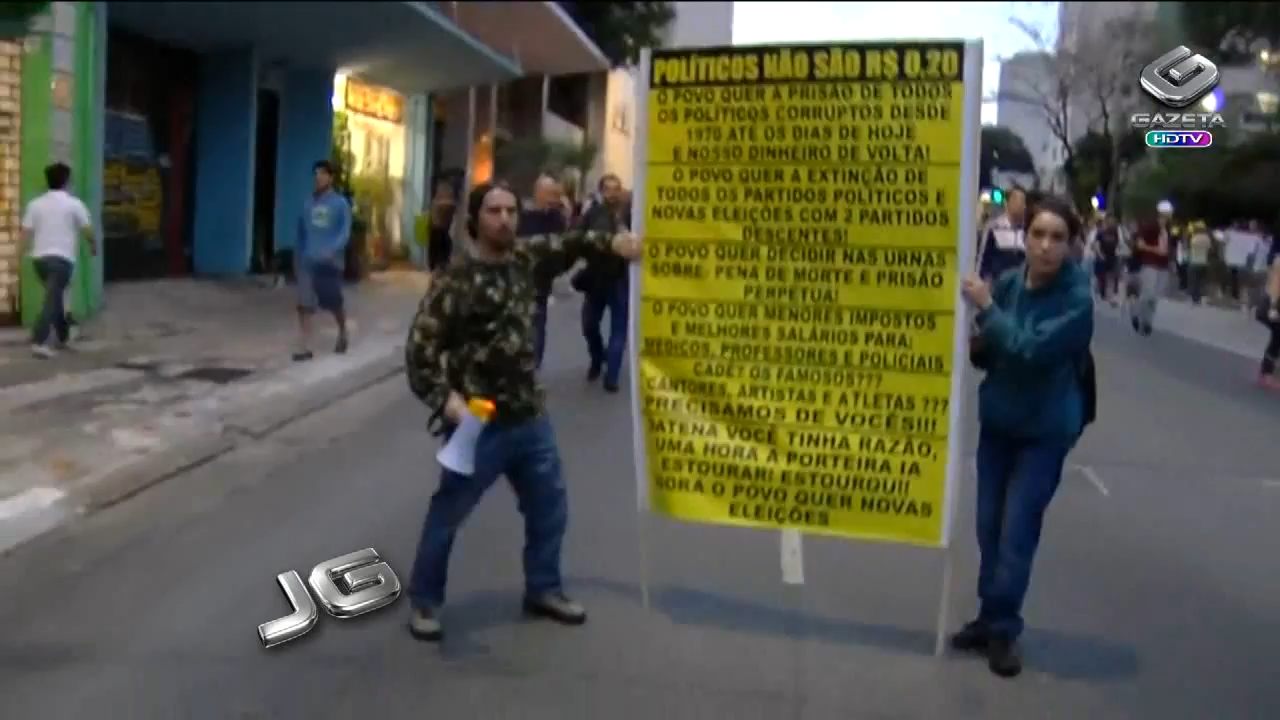 POLÍTICOS NÃO SÃO R$ 0,20
O POVO QUER A PRISÃO DE TODOS
OS POLÍTICOS CORRUPTOS DESDE
1970 ATÉ OS DIAS DE HOJE
E NOSSO DINHEIRO DE VOLTA!
O POVO QUER A EXTINÇÃO DE
TODOS OS PARTIDOS POLÍTICOS E
NOVAS ELEIÇÕES COM 2 PARTIDOS
DESCENTES!
O POVO QUER DECIDIR NAS URNAS
SOBRE: PENA DE MORTE E PRISÃO
PERPETUA!
O POVO QUER MENORES IMPOSTOS
E MELHORES SALÁRIOS PARA:
MÉDICOS, PROFESSORES E POLICIAIS
CADÊ? OS FAMOSOS???
CANTORES, ARTISTAS E ATLETAS ???
PRECISAMOS DE VOCÊS!!!
DATENA VOCÊ TINHA RAZÃO,
UMA HORA A PORTEIRA IA
ESTOURAR! ESTOUROU!!
BORA O POVO QUER NOVAS
ELEIÇÕES
G
GAZETA
HDTV
JG